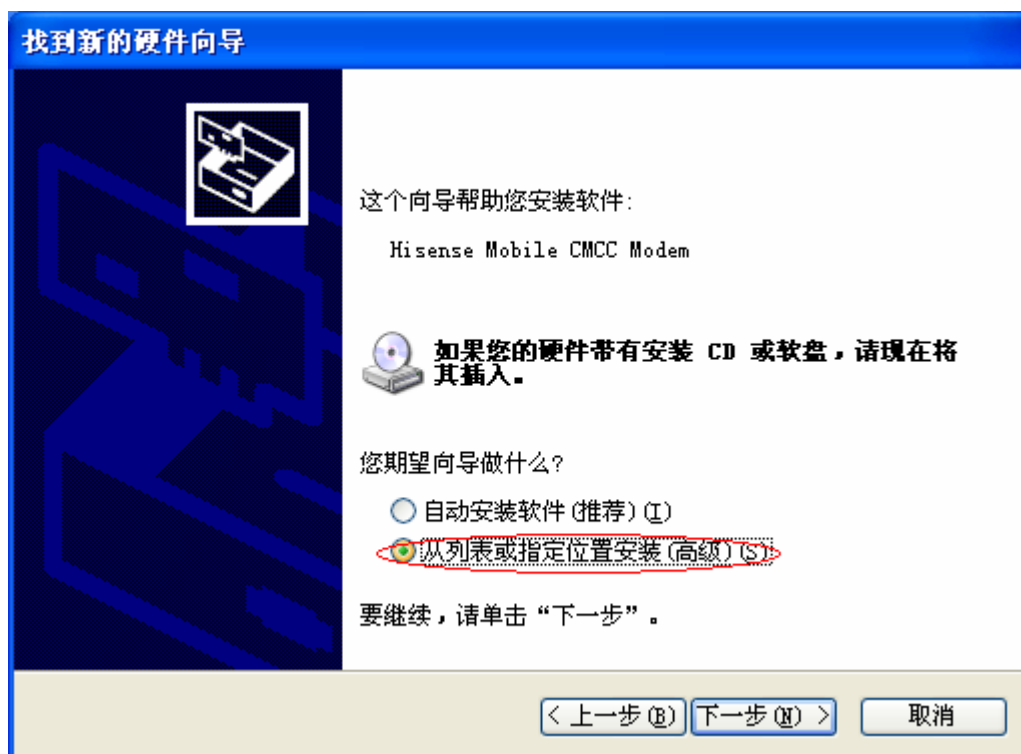 找到新的硬件向导
这个向导帮助您安装软件:
Hisense Mobile CMCC Modem
如果您的硬件带有安装 CD 或软盘，请现在将
其插入。
您期望向导做什么?
自动安装软件(推荐)(I)
从列表或指定位置安装(高级)(S)
要继续，请单击“下一步”。
< 上一步(B)
下一步(N) >
取消